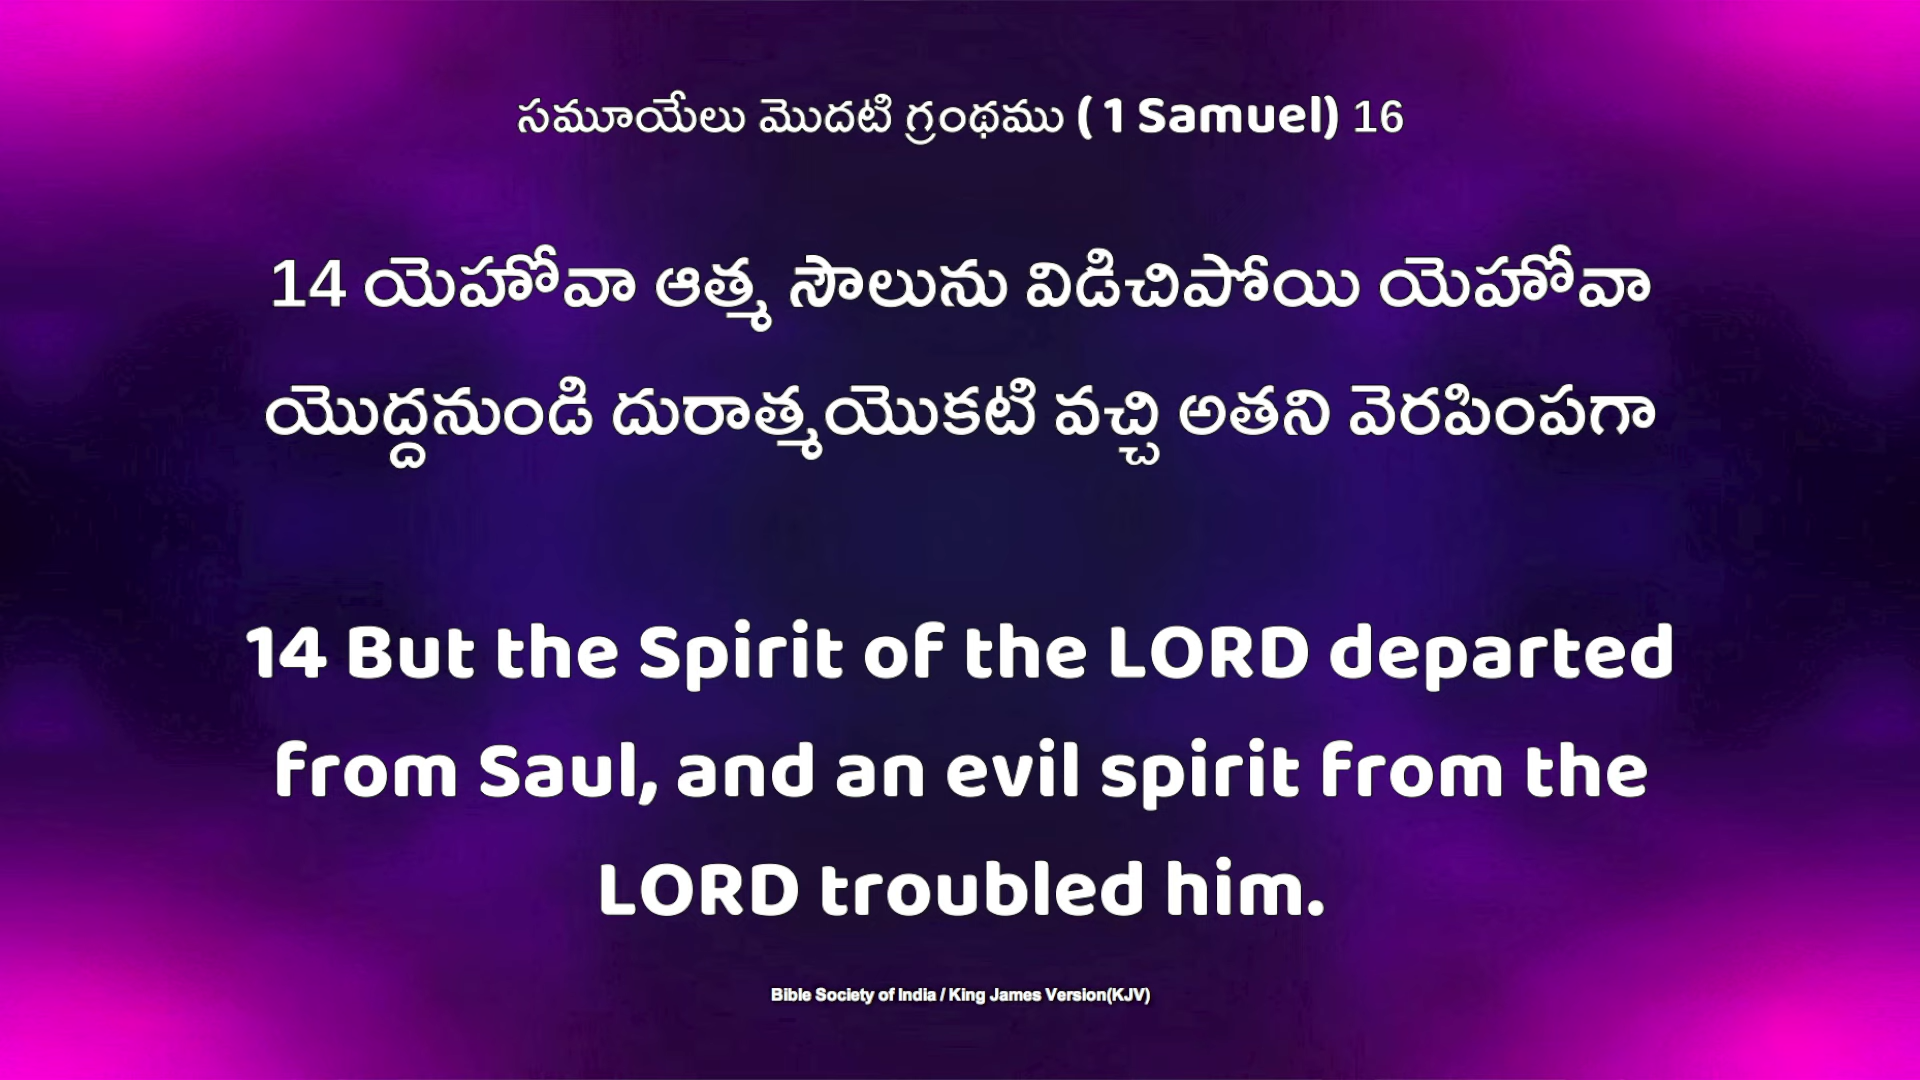 సమూయేలు మొదటి గ్రంథము ( 1 Samuel) 16
14 యెహోవా ఆత్మ సౌలును విడిచిపోయి యెహోవా
యొద్దనుండి దురాత్మయొకటి వచ్చి అతని వెరపింపగా
14 But the Spirit of the LORD departed
from Saul, and an evil spirit from the
LORD troubled him.
Bible Society of India / King James Version(KJV)